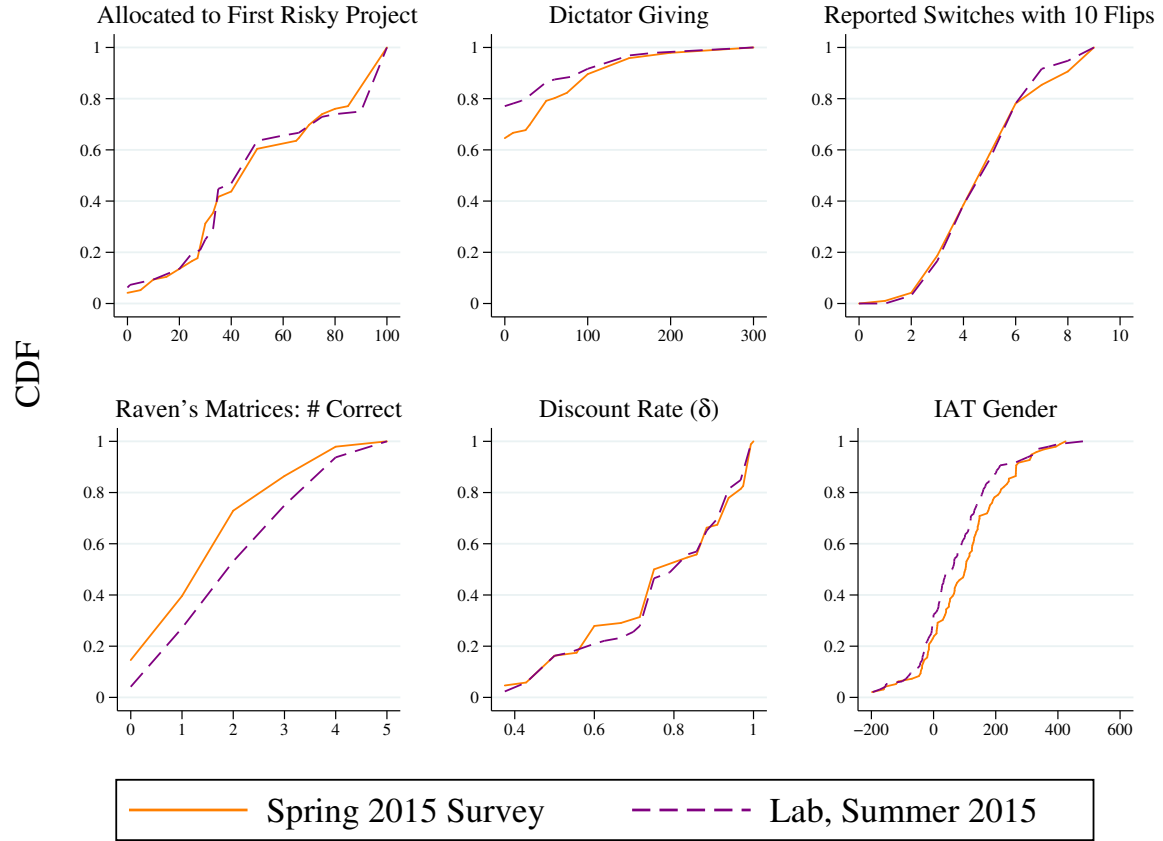 Allocated to First Risky Project
Dictator Giving
Reported Switches with 10 Flips
1
0.8
0.6
0.4
0.2
0
0 20 40 60 80 100
1
0.8
0.6
0.4
0.2
0
0 100 200 300
1
0.8
0.6
0.4
0.2
0
0 2 4 6 8 10
CDF
Raven's Matrices: # Correct
Discount Rate (δ)
IAT Gender
1
0.8
0.6
0.4
0.2
0
0 1 2 3 4 5
1
0.8
0.6
0.4
0.2
0
0.4 0.6 0.8 1
1
0.8
0.6
0.4
0.2
0
−200 0 200 400 600
Spring 2015 Survey
Lab, Summer 2015